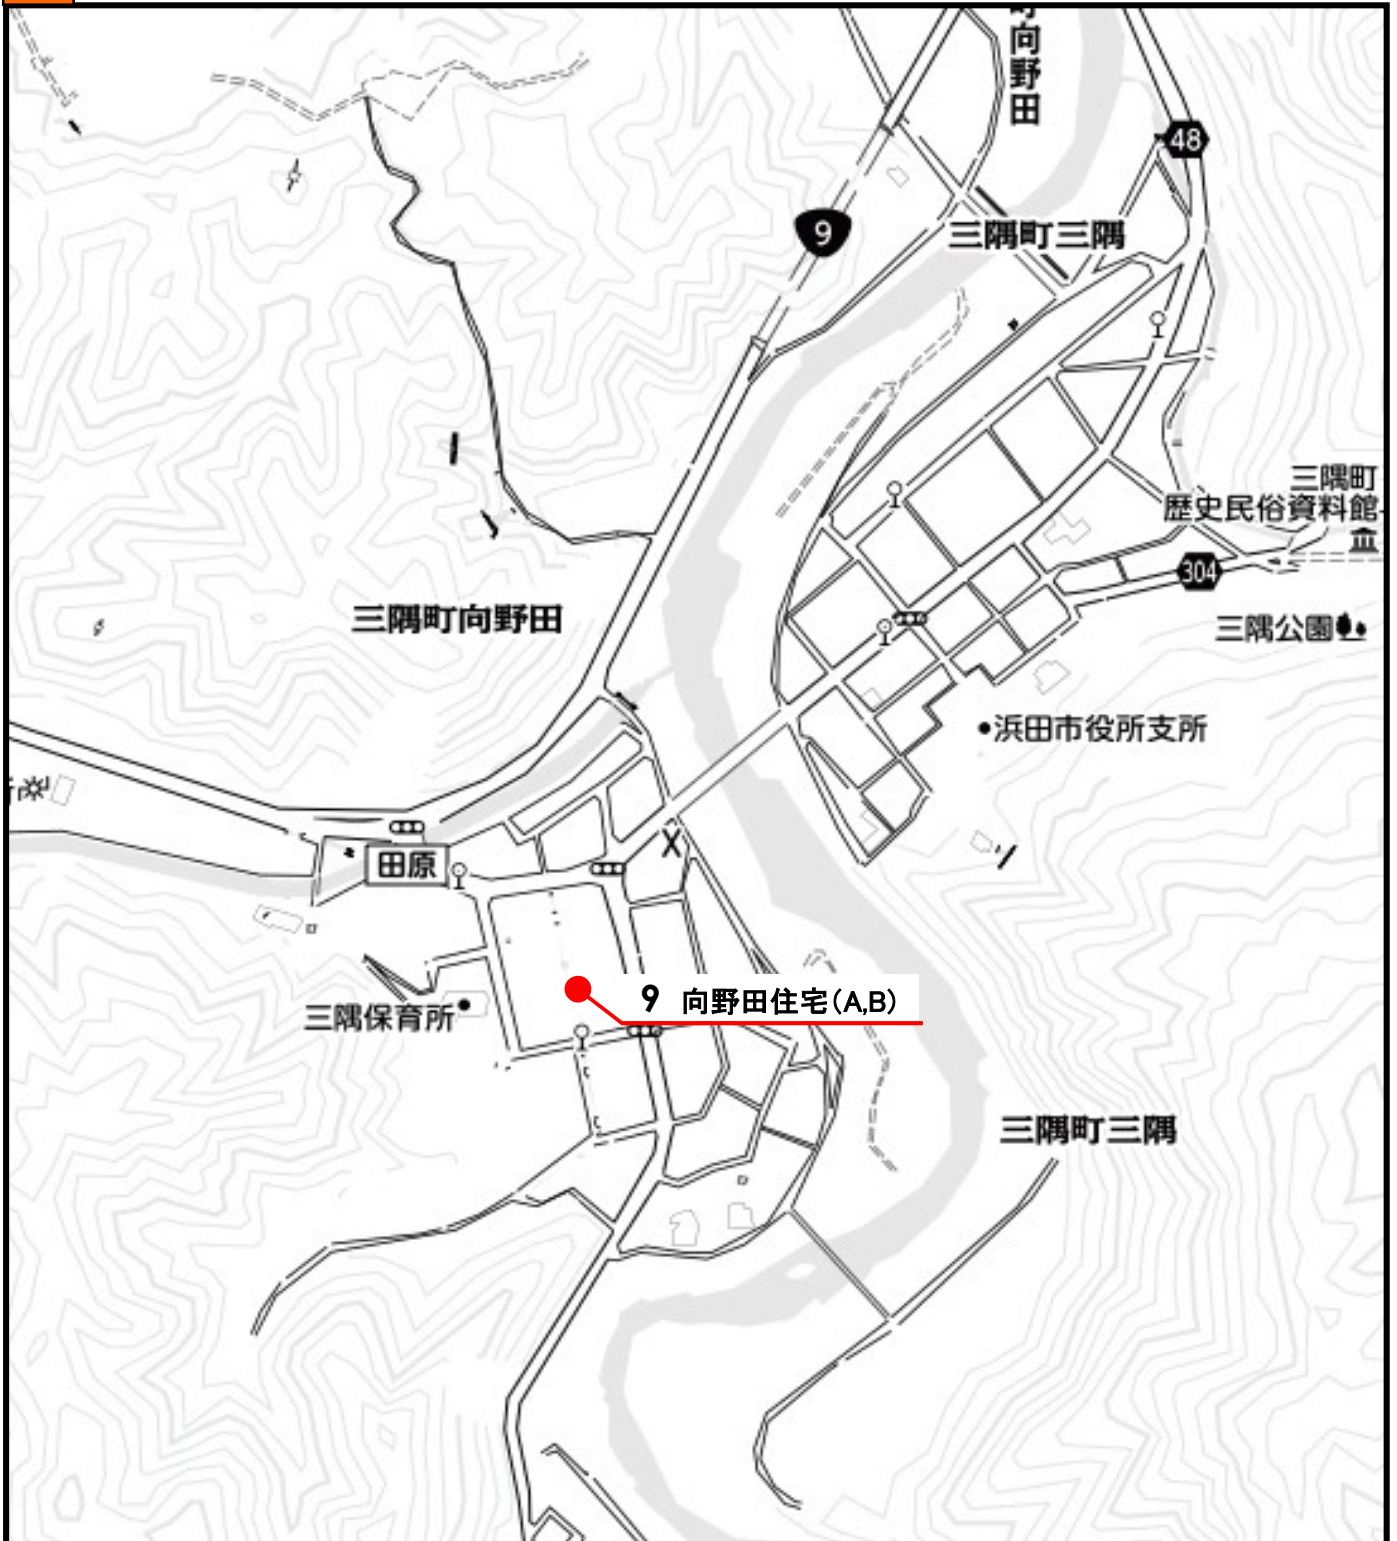 向野田
48
9
三隅町三隅
三隅町
歴史民俗資料館
304
三隅町向野田
三隅公園
浜田市役所支所
田原
9 向野田住宅(A,B)
三隅保育所
三隅町三隅